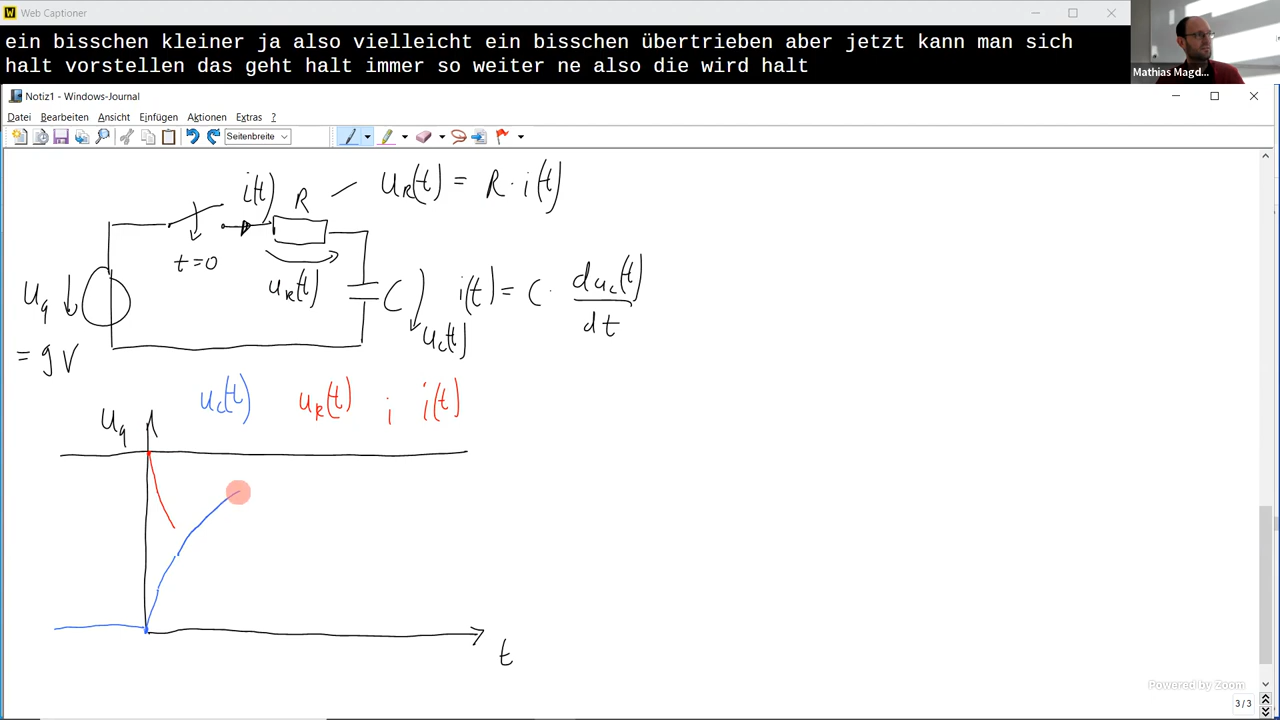 Web Captioner
ein bisschen kleiner ja also vielleicht ein bisschen übertrieben aber jetzt kann man sich
halt vorstellen das geht halt immer so weiter ne also die wird halt
Mathias Magd...
Notiz1 - Windows-Journal
Datei Bearbeiten Ansicht Einfügen Aktionen Extras ?
Seitenbreite
i(t) R u_R(t) = R · i(t)
t=0
u_q u_R(t) C i(t) = C · du_C(t)/dt
u_C(t)
= 9V
u_C(t) u_R(t) i i(t)
u_q
t
Powered by Zoom
3 / 3